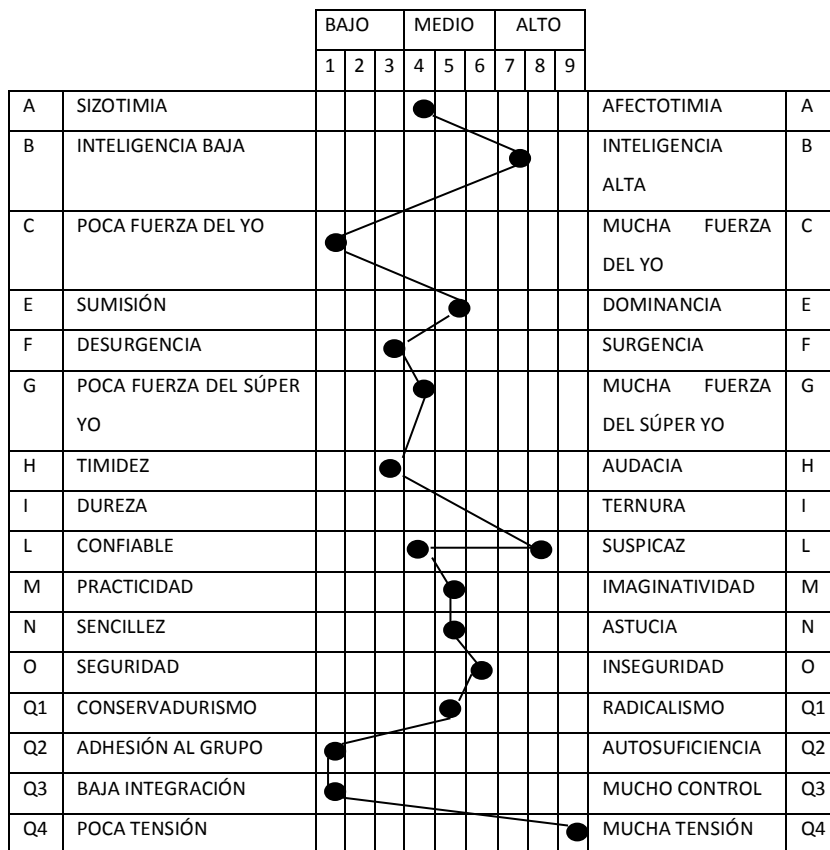 BAJO MEDIO ALTO
1 2 3 4 5 6 7 8 9
A SIZOTIMIA AFECTOTIMIA A
B INTELIGENCIA BAJA INTELIGENCIA B
ALTA
C POCA FUERZA DEL YO MUCHA FUERZA C
DEL YO
E SUMISIÓN DOMINANCIA E
F DESURGENCIA SURGENCIA F
G POCA FUERZA DEL SÚPER MUCHA FUERZA G
YO DEL SÚPER YO
H TIMIDEZ AUDACIA H
I DUREZA TERNURA I
L CONFIABLE SUSPICAZ L
M PRACTICIDAD IMAGINATIVIDAD M
N SENCILLEZ ASTUCIA N
O SEGURIDAD INSEGURIDAD O
Q1 CONSERVADURISMO RADICALISMO Q1
Q2 ADHESIÓN AL GRUPO AUTOSUFICIENCIA Q2
Q3 BAJA INTEGRACIÓN MUCHO CONTROL Q3
Q4 POCA TENSIÓN MUCHA TENSIÓN Q4